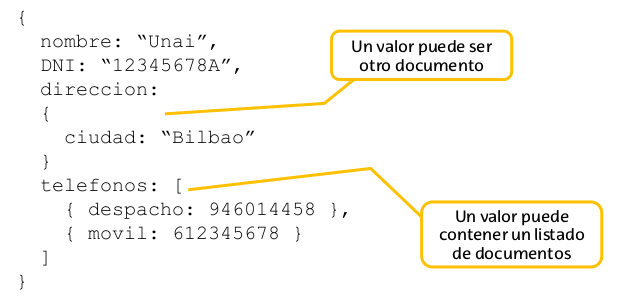 {
nombre: “Unai”,
DNI: “12345678A”,
direccion:
{
ciudad: “Bilbao”
}
telefonos: [
{ despacho: 946014458 },
{ movil: 612345678 }
]
}
Un valor puede ser
otro documento
Un valor puede
contener un listado
de documentos